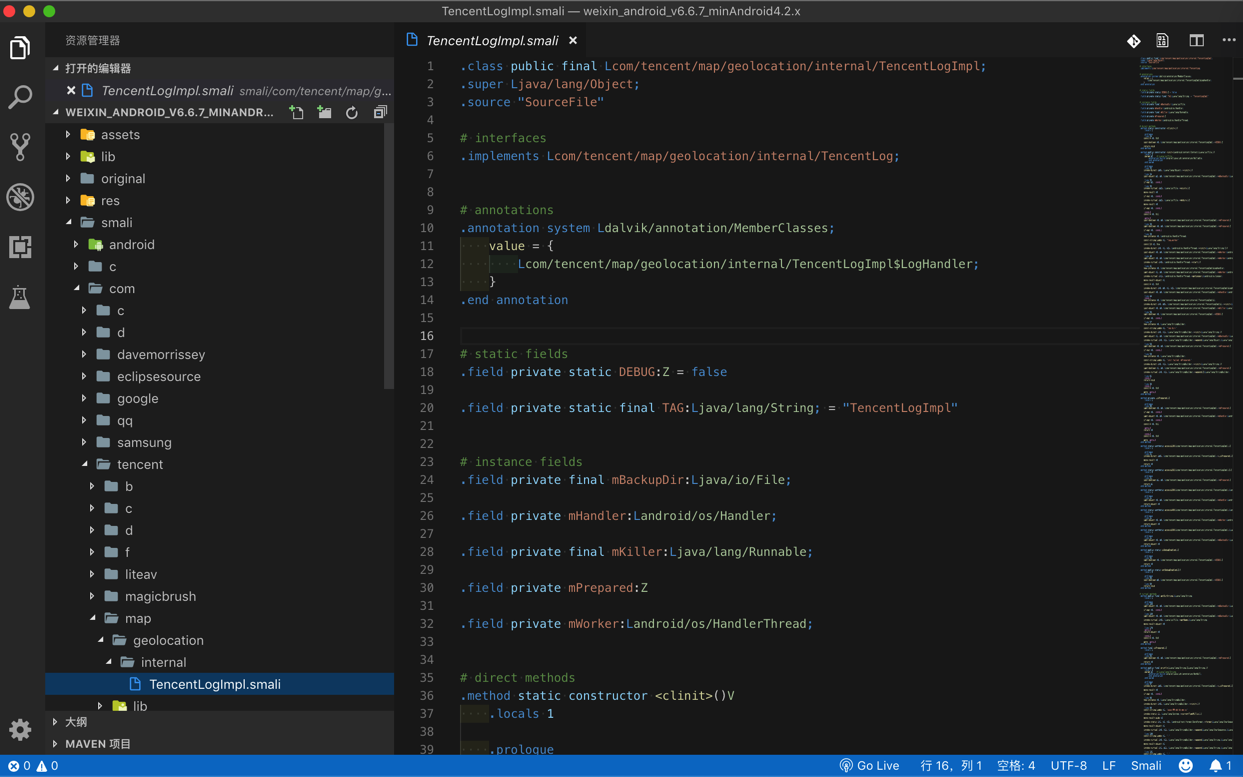 TencentLogImpl.smali — weixin_android_v6.6.7_minAndroid4.2.x
资源管理器
打开的编辑器
TencentLogImpl.smali smali/com/tencent/map/g...
WEIXIN_ANDROID_V6.6.7_MINANDR...
assets
lib
original
res
smali
android
c
com
c
d
davemorrissey
eclipsesource
google
qq
samsung
tencent
b
c
d
f
liteav
magicbrush
map
geolocation
internal
TencentLogImpl.smali
lib
大纲
MAVEN 项目
TencentLogImpl.smali
1 .class public final Lcom/tencent/map/geolocation/internal/TencentLogImpl;
2 .super Ljava/lang/Object;
3 .source "SourceFile"
4
5 # interfaces
6 .implements Lcom/tencent/map/geolocation/internal/TencentLog;
7
8
9 # annotations
10 .annotation system Ldalvik/annotation/MemberClasses;
11 value = {
12 Lcom/tencent/map/geolocation/internal/TencentLogImpl$LogHandler;
13 }
14 .end annotation
15
16
17 # static fields
18 .field private static DEBUG:Z = false
19
20 .field private static final TAG:Ljava/lang/String; = "TencentLogImpl"
21
22
23 # instance fields
24 .field private final mBackupDir:Ljava/io/File;
25
26 .field private mHandler:Landroid/os/Handler;
27
28 .field private final mKiller:Ljava/lang/Runnable;
29
30 .field private mPrepared:Z
31
32 .field private mWorker:Landroid/os/HandlerThread;
33
34
35 # direct methods
36 .method static constructor <clinit>()V
37 .locals 1
38
39 .prologue
0 0 Go Live 行 16，列 1 空格: 4 UTF-8 LF Smali 1